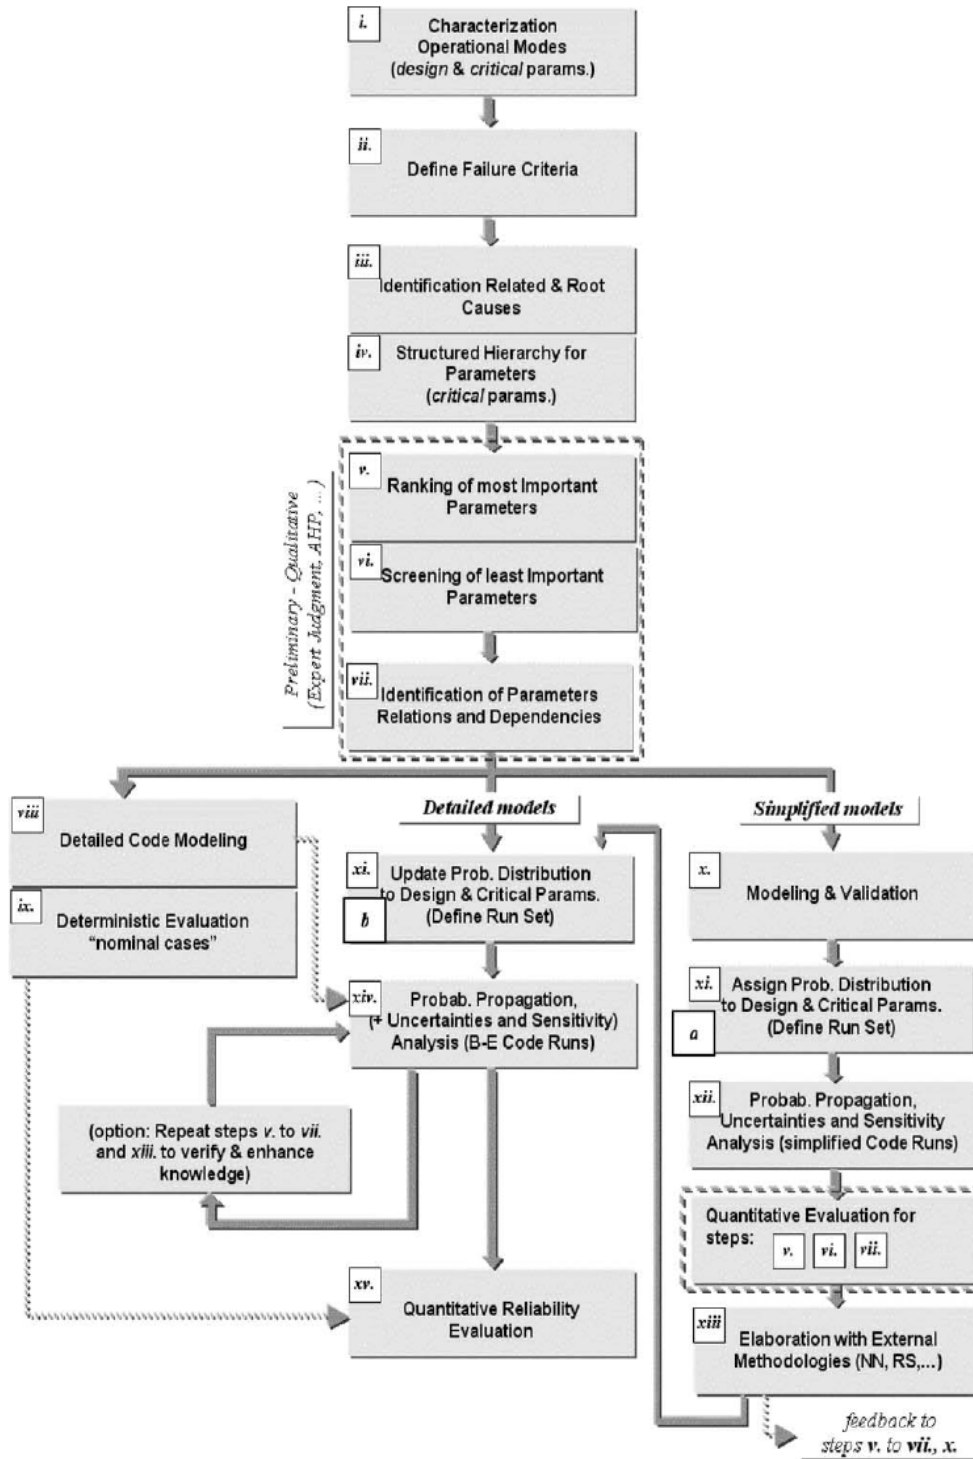 i.
Characterization
Operational Modes
(design & critical params.)
ii.
Define Failure Criteria
iii.
Identification Related & Root
Causes
iv.
Structured Hierarchy for
Parameters
(critical params.)
Preliminary - Qualitative
(Expert Judgment, AHP, ...)
v.
Ranking of most Important
Parameters
vi.
Screening of least Important
Parameters
vii.
Identification of Parameters
Relations and Dependencies
viii
Detailed Code Modeling
ix.
Deterministic Evaluation
"nominal cases"
Detailed models
xi.
b
Update Prob. Distribution
to Design & Critical Params.
(Define Run Set)
xiv.
Probab. Propagation,
(+ Uncertainties and Sensitivity)
Analysis (B-E Code Runs)
(option: Repeat steps v. to vii.
and xiii. to verify & enhance
knowledge)
xv.
Quantitative Reliability
Evaluation
Simplified models
x.
Modeling & Validation
xi.
a
Assign Prob. Distribution
to Design & Critical Params.
(Define Run Set)
xii.
Probab. Propagation,
Uncertainties and Sensitivity
Analysis (simplified Code Runs)
Quantitative Evaluation for
steps:
v. vi. vii.
xiii
Elaboration with External
Methodologies (NN, RS,...)
feedback to
steps v. to vii., x.